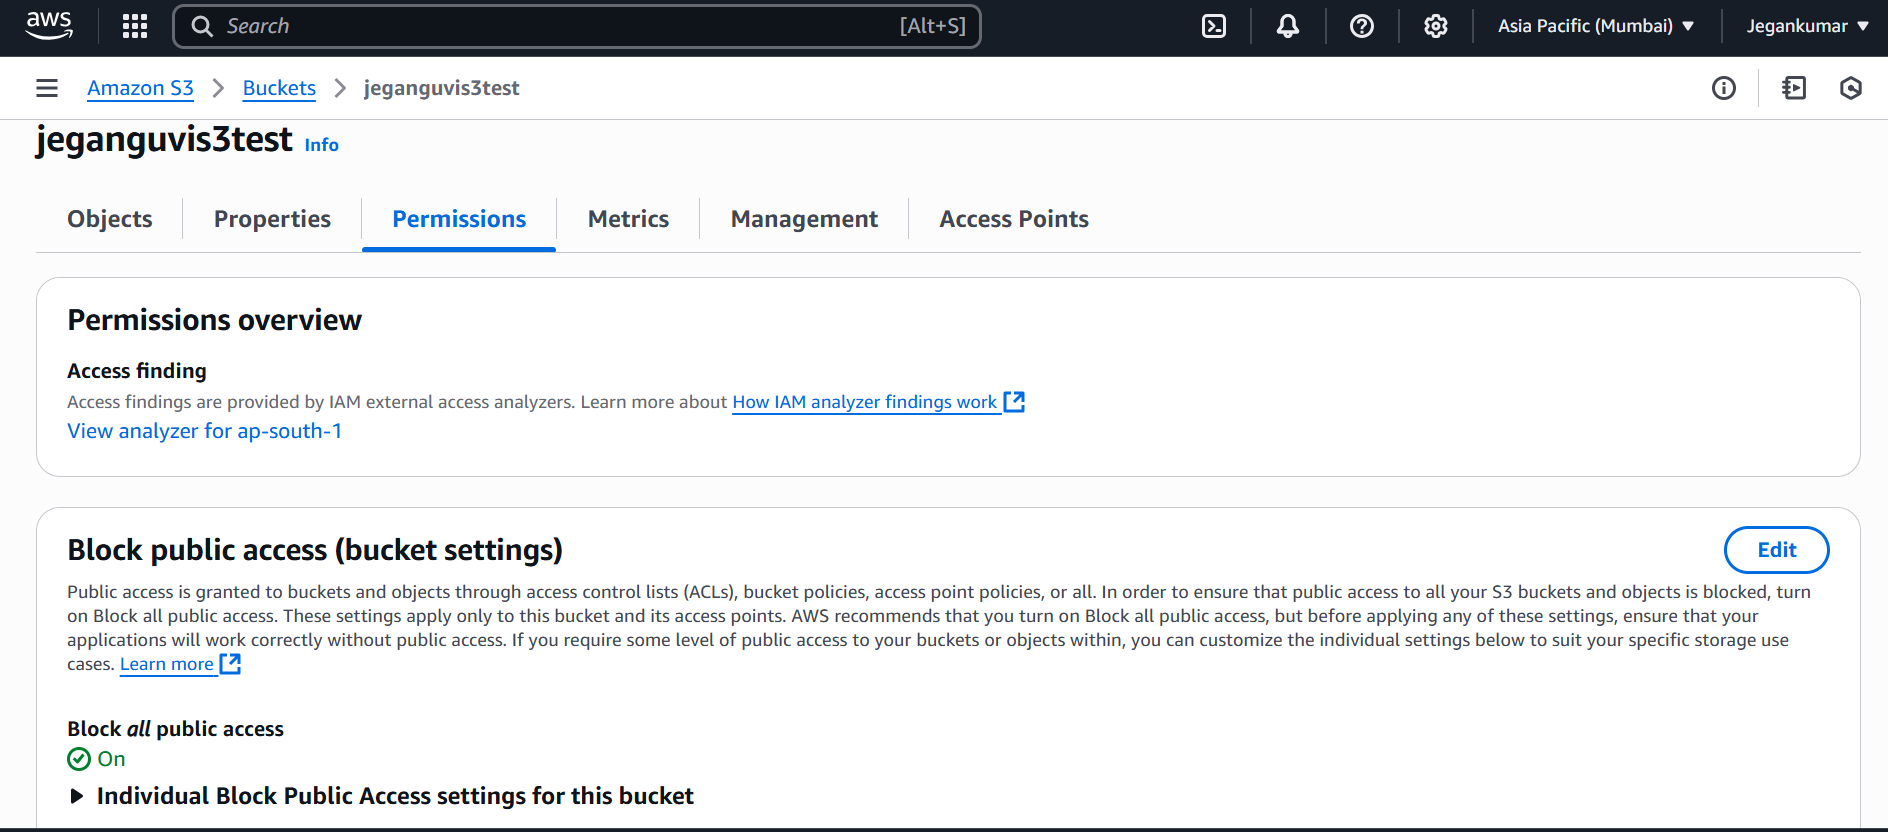 aws
Search [Alt+S]
Asia Pacific (Mumbai)
Jegankumar
Amazon S3
Buckets
jeganguvis3test
jeganguvis3test Info
Objects
Properties
Permissions
Metrics
Management
Access Points
Permissions overview
Access finding
Access findings are provided by IAM external access analyzers. Learn more about How IAM analyzer findings work
View analyzer for ap-south-1
Block public access (bucket settings)
Edit
Public access is granted to buckets and objects through access control lists (ACLs), bucket policies, access point policies, or all. In order to ensure that public access to all your S3 buckets and objects is blocked, turn
on Block all public access. These settings apply only to this bucket and its access points. AWS recommends that you turn on Block all public access, but before applying any of these settings, ensure that your
applications will work correctly without public access. If you require some level of public access to your buckets or objects within, you can customize the individual settings below to suit your specific storage use
cases. Learn more
Block all public access
On
Individual Block Public Access settings for this bucket